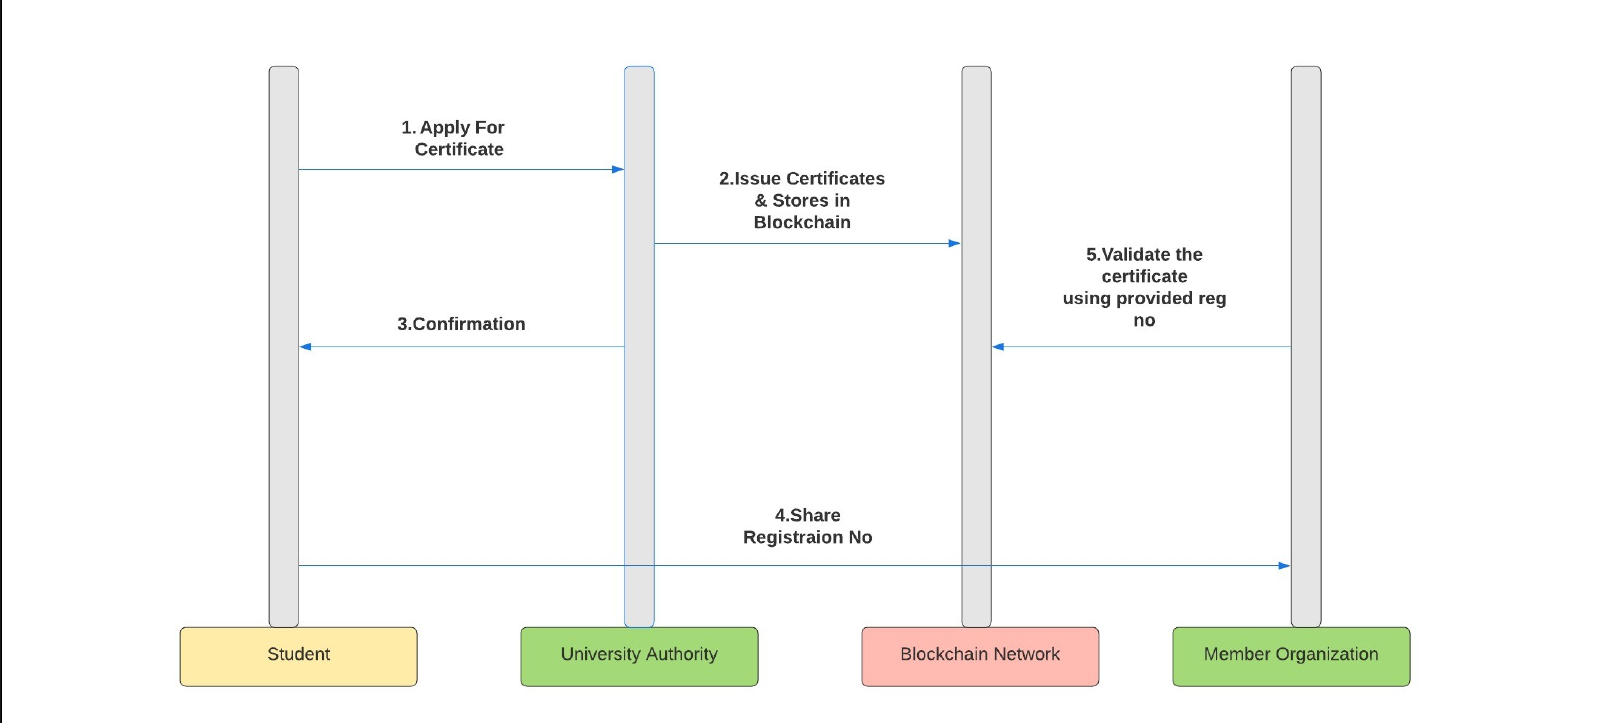 1. Apply For
Certificate
2.Issue Certificates
& Stores in
Blockchain
5.Validate the
certificate
using provided reg
no
3.Confirmation
4.Share
Registraion No
Student
University Authority
Blockchain Network
Member Organization